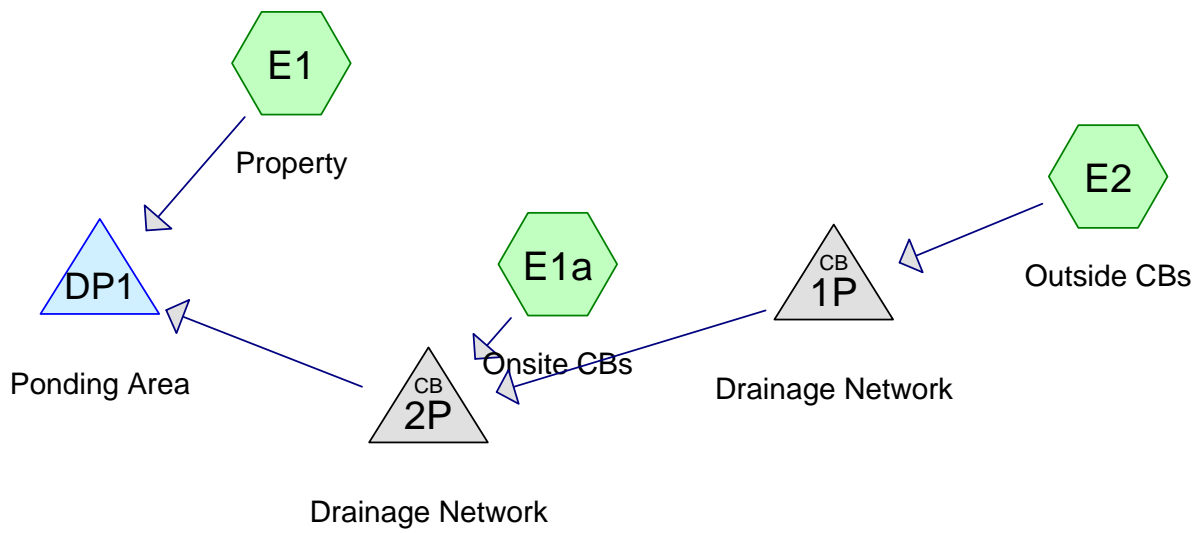 E1
Property
E2
Outside CBs
E1a
Onsite CBs
CB
1P
Drainage Network
DP1
Ponding Area
CB
2P
Drainage Network